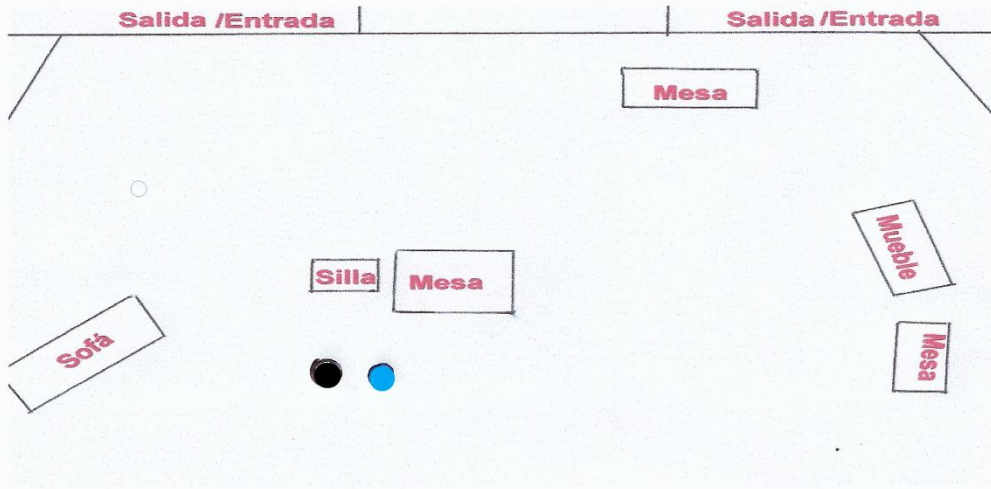 Salida /Entrada
Salida /Entrada
Mesa
Mueble
Silla
Mesa
Sofá
Mesa